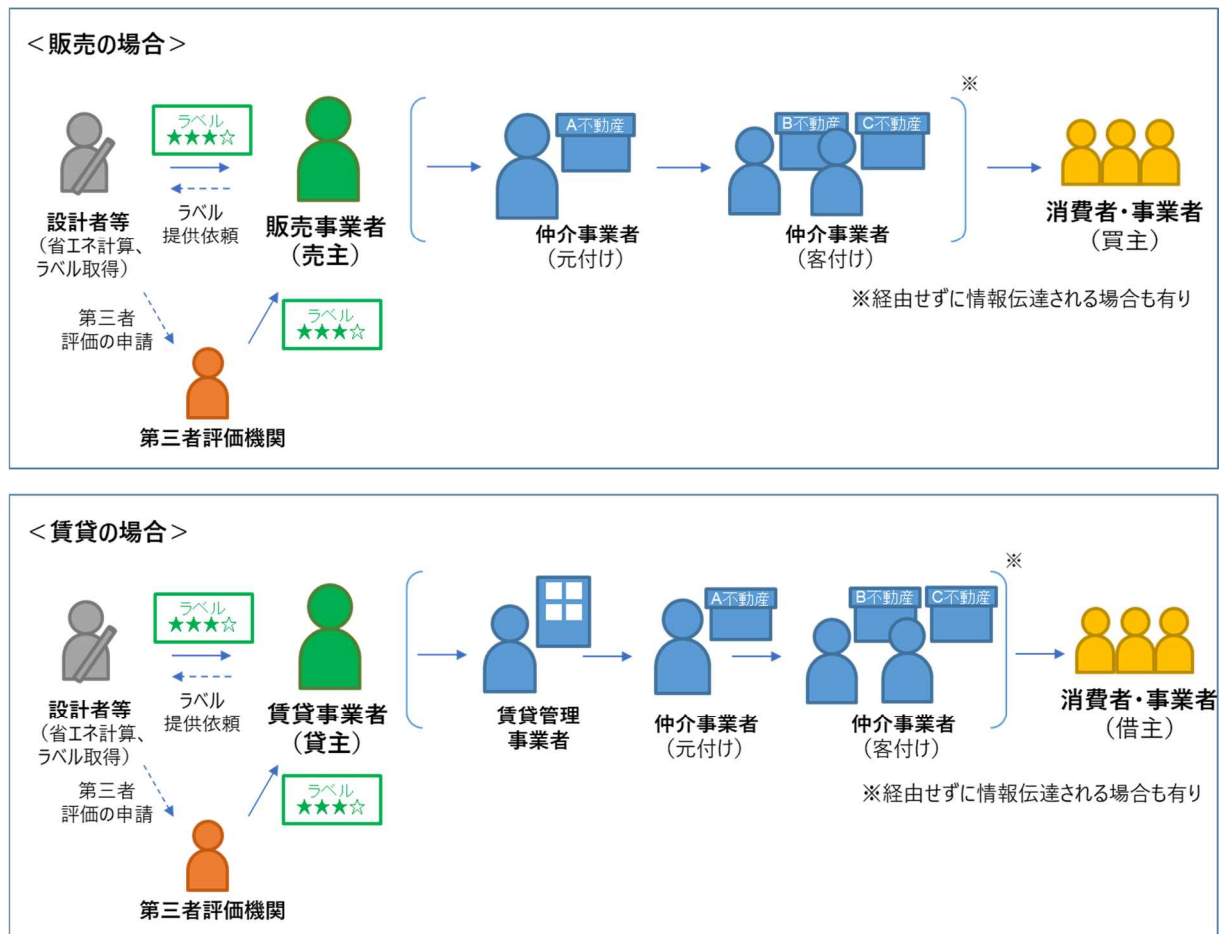 ＜販売の場合＞
※
ラベル
★★★☆
A不動産
B不動産
C不動産
設計者等
（省エネ計算、
ラベル取得）
ラベル
提供依頼
販売事業者
（売主）
仲介事業者
（元付け）
仲介事業者
（客付け）
消費者・事業者
（買主）
※経由せずに情報伝達される場合も有り
第三者
評価の申請
ラベル
★★★☆
第三者評価機関
＜賃貸の場合＞
※
ラベル
★★★☆
A不動産
B不動産
C不動産
設計者等
（省エネ計算、
ラベル取得）
ラベル
提供依頼
賃貸事業者
（貸主）
賃貸管理
事業者
仲介事業者
（元付け）
仲介事業者
（客付け）
消費者・事業者
（借主）
※経由せずに情報伝達される場合も有り
第三者
評価の申請
ラベル
★★★☆
第三者評価機関